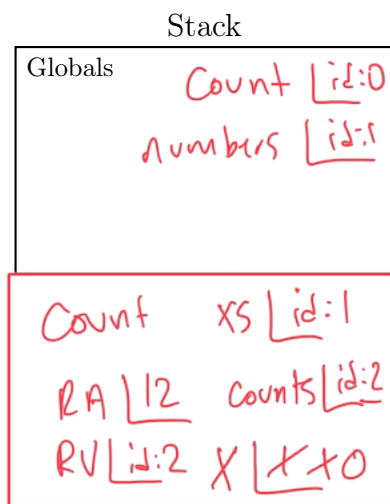 Stack
Globals
Count id:0
numbers id:1
Count xs id:1
RA 12 counts id:2
RV id:2 X 0